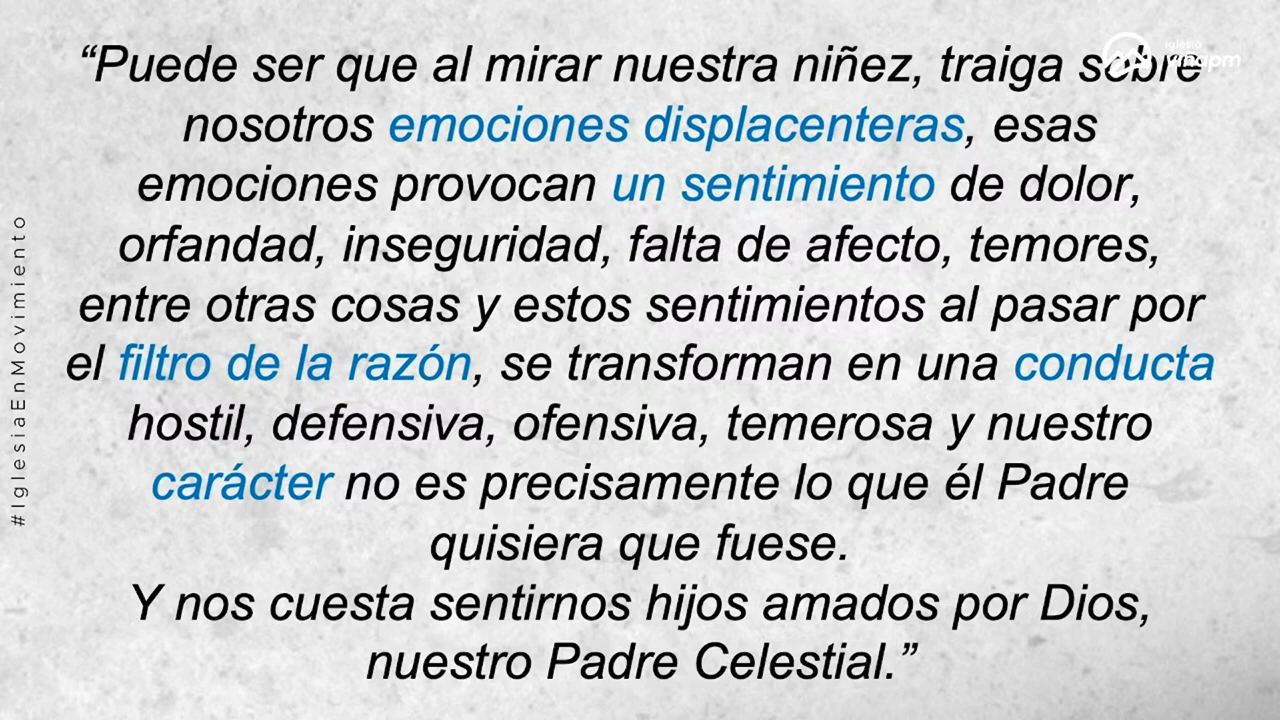 “Puede ser que al mirar nuestra niñez, traiga sobre
nosotros emociones displacenteras, esas
emociones provocan un sentimiento de dolor,
orfandad, inseguridad, falta de afecto, temores,
entre otras cosas y estos sentimientos al pasar por
el filtro de la razón, se transforman en una conducta
hostil, defensiva, ofensiva, temerosa y nuestro
carácter no es precisamente lo que él Padre
quisiera que fuese.
Y nos cuesta sentirnos hijos amados por Dios,
nuestro Padre Celestial.”
#IglesiaEnMovimiento
iglesia
viñapm